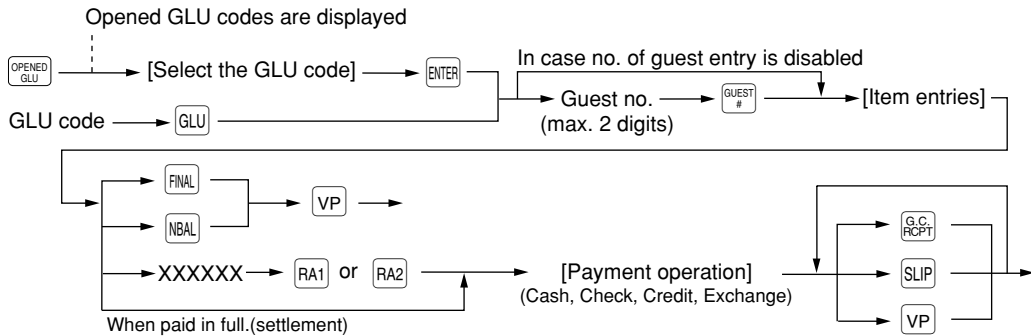 Opened GLU codes are displayed
OPENED GLU
[Select the GLU code]
ENTER
In case no. of guest entry is disabled
GLU code
GLU
Guest no.
(max. 2 digits)
GUEST #
[Item entries]
FINAL
NBAL
VP
XXXXXX
RA1
or
RA2
When paid in full.(settlement)
[Payment operation]
(Cash, Check, Credit, Exchange)
G.C. RCPT
SLIP
VP